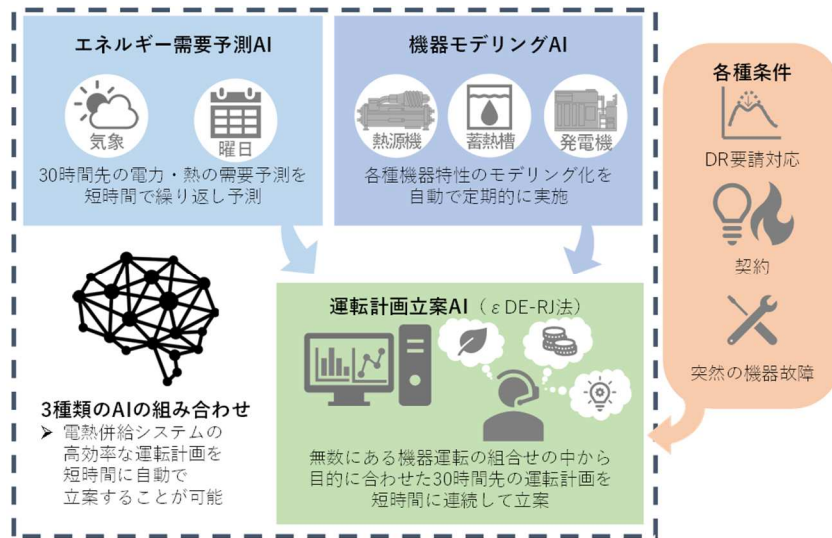 エネルギー需要予測AI
気象
曜日
30時間先の電力・熱の需要予測を
短時間で繰り返し予測
機器モデリングAI
熱源機
蓄熱槽
発電機
各種機器特性のモデリング化を
自動で定期的に実施
各種条件
DR要請対応
契約
突然の機器故障
3種類のAIの組み合わせ
➤ 電熱併給システムの
高効率な運転計画を
短時間に自動で
立案することが可能
運転計画立案AI（εDE-RJ法）
無数にある機器運転の組合せの中から
目的に合わせた30時間先の運転計画を
短時間に連続して立案